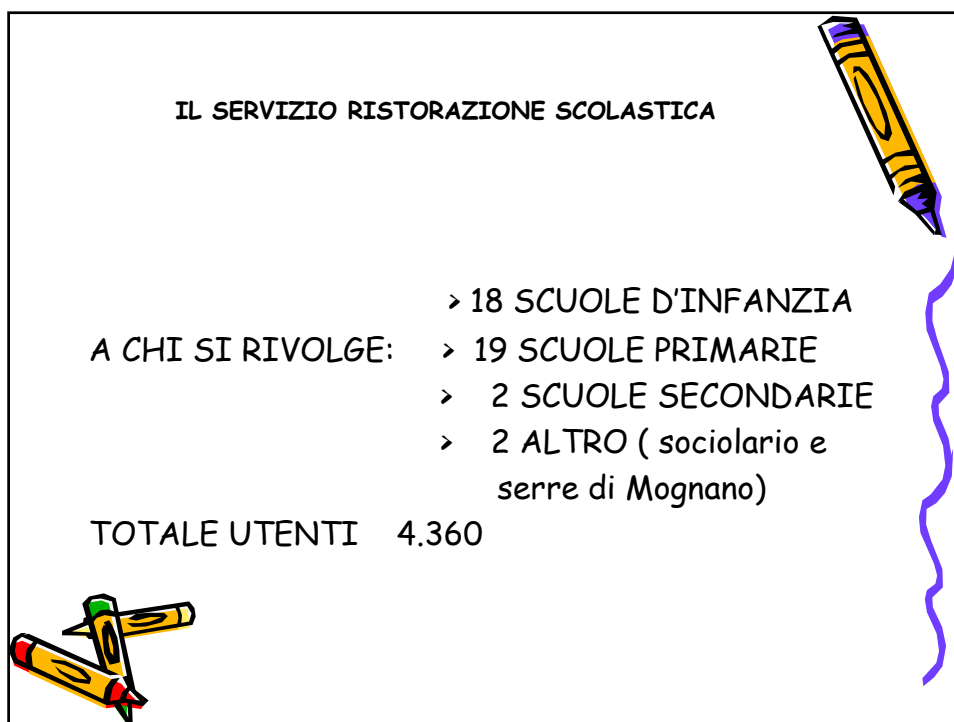 IL SERVIZIO RISTORAZIONE SCOLASTICA
> 18 SCUOLE D'INFANZIA
A CHI SI RIVOLGE: > 19 SCUOLE PRIMARIE
> 2 SCUOLE SECONDARIE
> 2 ALTRO ( sociolario e
serre di Mognano)
TOTALE UTENTI 4.360